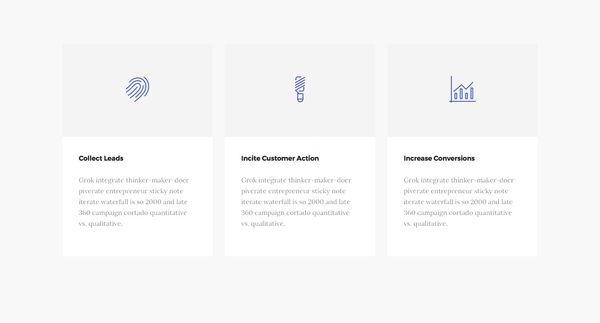 Collect Leads
Grok integrate thinker-maker-doer
piverate entrepreneur sticky note
iterate waterfall is so 2000 and late
360 campaign cortado quantitative
vs. qualitative.
Incite Customer Action
Grok integrate thinker-maker-doer
piverate entrepreneur sticky note
iterate waterfall is so 2000 and late
360 campaign cortado quantitative
vs. qualitative.
Increase Conversions
Grok integrate thinker-maker-doer
piverate entrepreneur sticky note
iterate waterfall is so 2000 and late
360 campaign cortado quantitative
vs. qualitative.